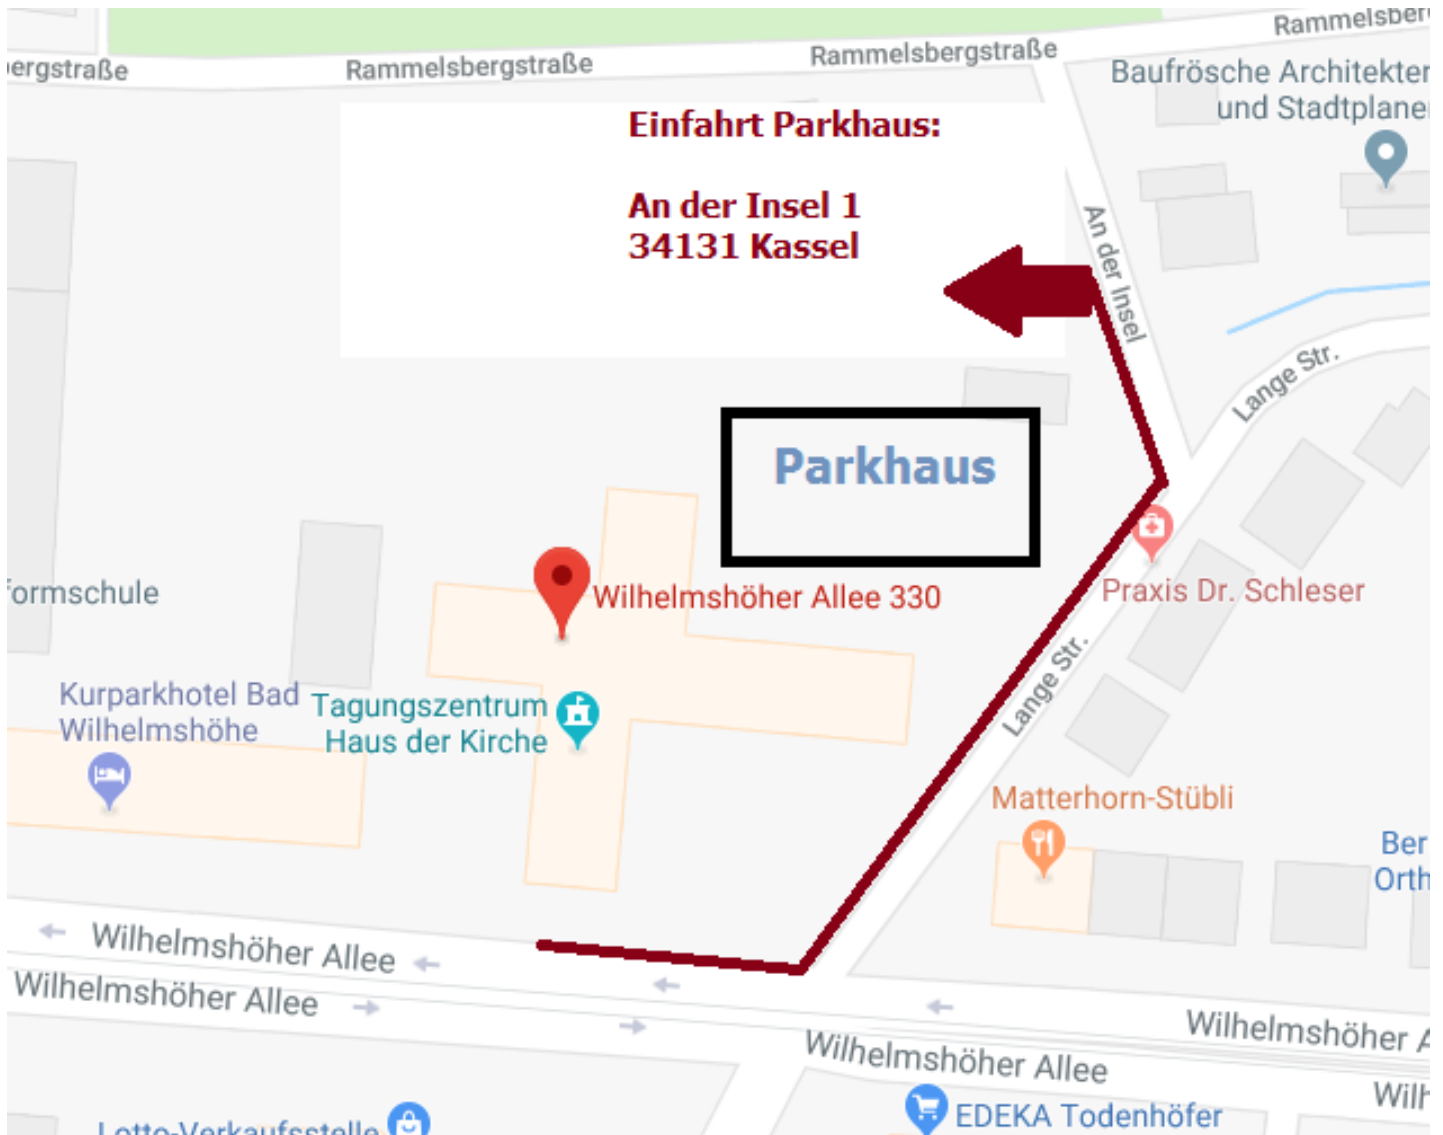 Rammelsber
ergstraße
Rammelsbergstraße
Rammelsbergstraße
Baufrösche Architekten
und Stadtplaner
Einfahrt Parkhaus:
An der Insel 1
34131 Kassel
An der Insel
Lange Str.
Parkhaus
formschule
Wilhelmshöher Allee 330
Praxis Dr. Schleser
Lange Str.
Kurparkhotel Bad
Wilhelmshöhe
Tagungszentrum
Haus der Kirche
Matterhorn-Stübli
Ber
Orth
Wilhelmshöher Allee
Wilhelmshöher Allee
Wilhelmshöher A
Wilhelmshöher Allee
Wilh
EDEKA Todenhöfer
Lotto-Verkaufsstelle